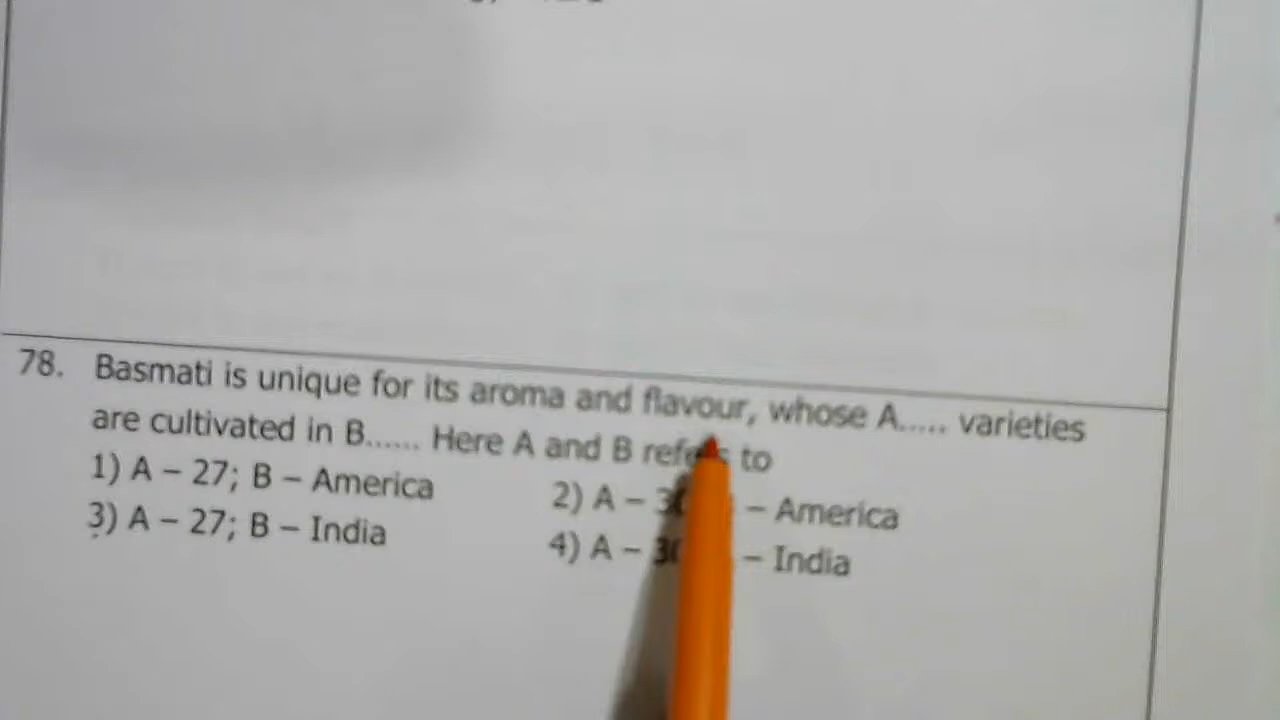 78. Basmati is unique for its aroma and flavour, whose A..... varieties
are cultivated in B...... Here A and B refers to
1) A – 27; B – America 2) A – – America
3) A – 27; B – India 4) A – – India